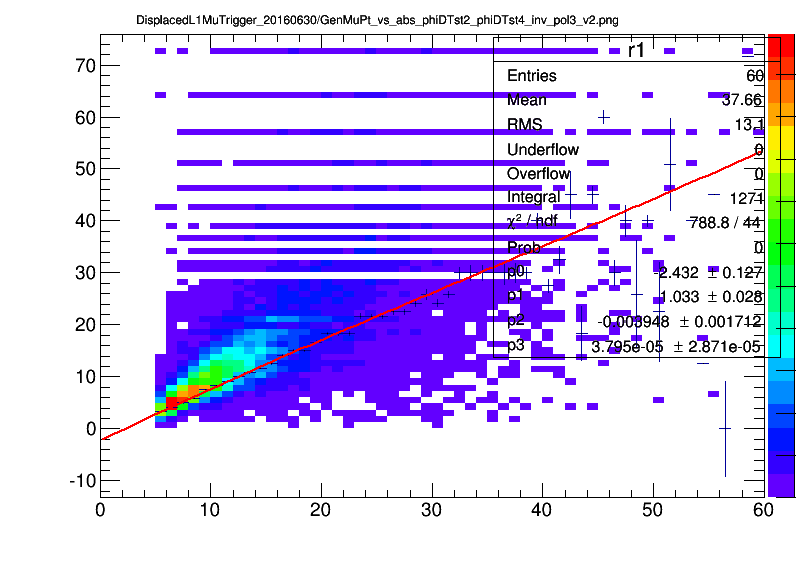 DisplacedL1MuTrigger_20160630/GenMuPt_vs_abs_phiDTst2_phiDTst4_inv_pol3_v2.png
r1
Entries 60
Mean 37.66
RMS 13.1
Underflow 0
Overflow 0
Integral 1271
χ² / ndf 788.8 / 44
Prob 0
p0 -2.432 ± 0.127
p1 1.033 ± 0.028
p2 -0.003948 ± 0.001712
p3 3.795e-05 ± 2.871e-05
70
60
50
40
30
20
10
0
-10
0 10 20 30 40 50 60